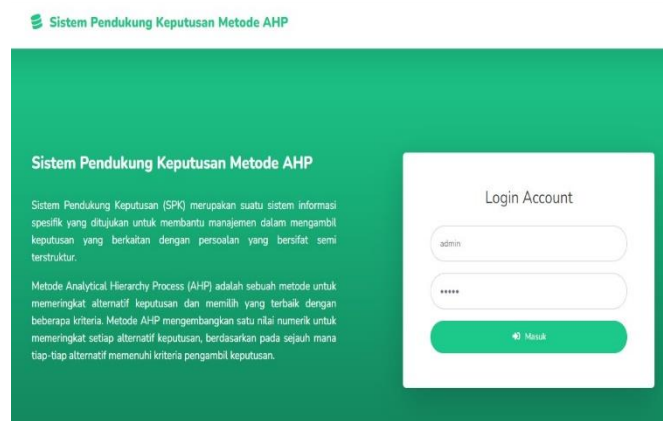 Sistem Pendukung Keputusan Metode AHP
Sistem Pendukung Keputusan Metode AHP
Sistem Pendukung Keputusan (SPK) merupakan suatu sistem informasi
spesifik yang ditujukan untuk membantu manajemen dalam mengambil
keputusan yang berkaitan dengan persoalan yang bersifat semi
terstruktur.
Metode Analytical Hierarchy Process (AHP) adalah sebuah metode untuk
memeringkat alternatif keputusan dan memilih yang terbaik dengan
beberapa kriteria. Metode AHP mengembangkan satu nilai numerik untuk
memeringkat setiap alternatif keputusan, berdasarkan pada sejauh mana
tiap-tiap alternatif memenuhi kriteria pengambil keputusan.
Login Account
admin
•••••
Masuk